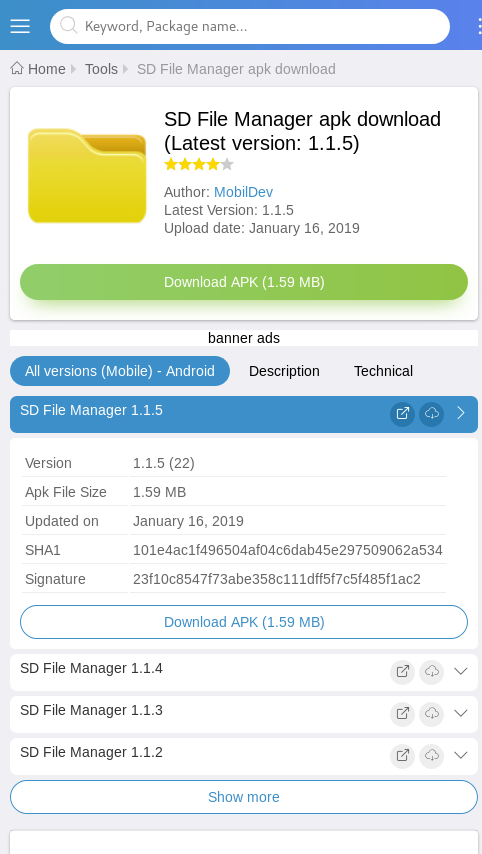 Keyword, Package name...
Home Tools SD File Manager apk download
SD File Manager apk download
(Latest version: 1.1.5)
Author: MobilDev
Latest Version: 1.1.5
Upload date: January 16, 2019
Download APK (1.59 MB)
banner ads
All versions (Mobile) - Android Description Technical
SD File Manager 1.1.5
Version 1.1.5 (22)
Apk File Size 1.59 MB
Updated on January 16, 2019
SHA1 101e4ac1f496504af04c6dab45e297509062a534
Signature 23f10c8547f73abe358c111dff5f7c5f485f1ac2
Download APK (1.59 MB)
SD File Manager 1.1.4
SD File Manager 1.1.3
SD File Manager 1.1.2
Show more